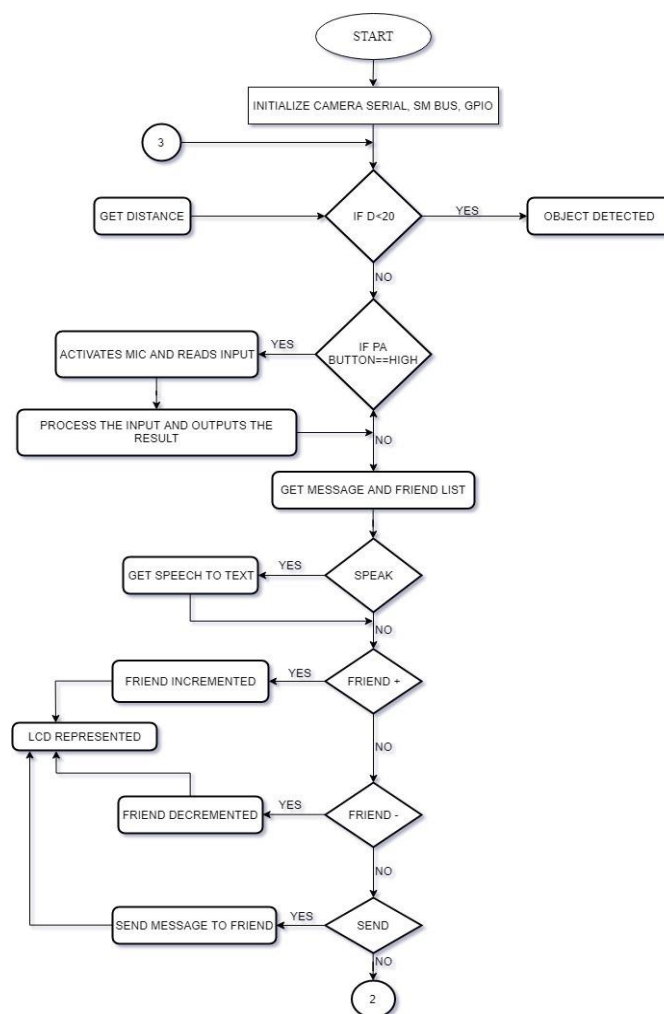 START
INITIALIZE CAMERA SERIAL, SM BUS, GPIO
3
GET DISTANCE
IF D<20
YES
OBJECT DETECTED
NO
IF PA
BUTTON==HIGH
YES
ACTIVATES MIC AND READS INPUT
PROCESS THE INPUT AND OUTPUTS THE
RESULT
NO
GET MESSAGE AND FRIEND LIST
SPEAK
YES
GET SPEECH TO TEXT
NO
FRIEND +
YES
FRIEND INCREMENTED
LCD REPRESENTED
NO
FRIEND -
YES
FRIEND DECREMENTED
NO
SEND
YES
SEND MESSAGE TO FRIEND
NO
2